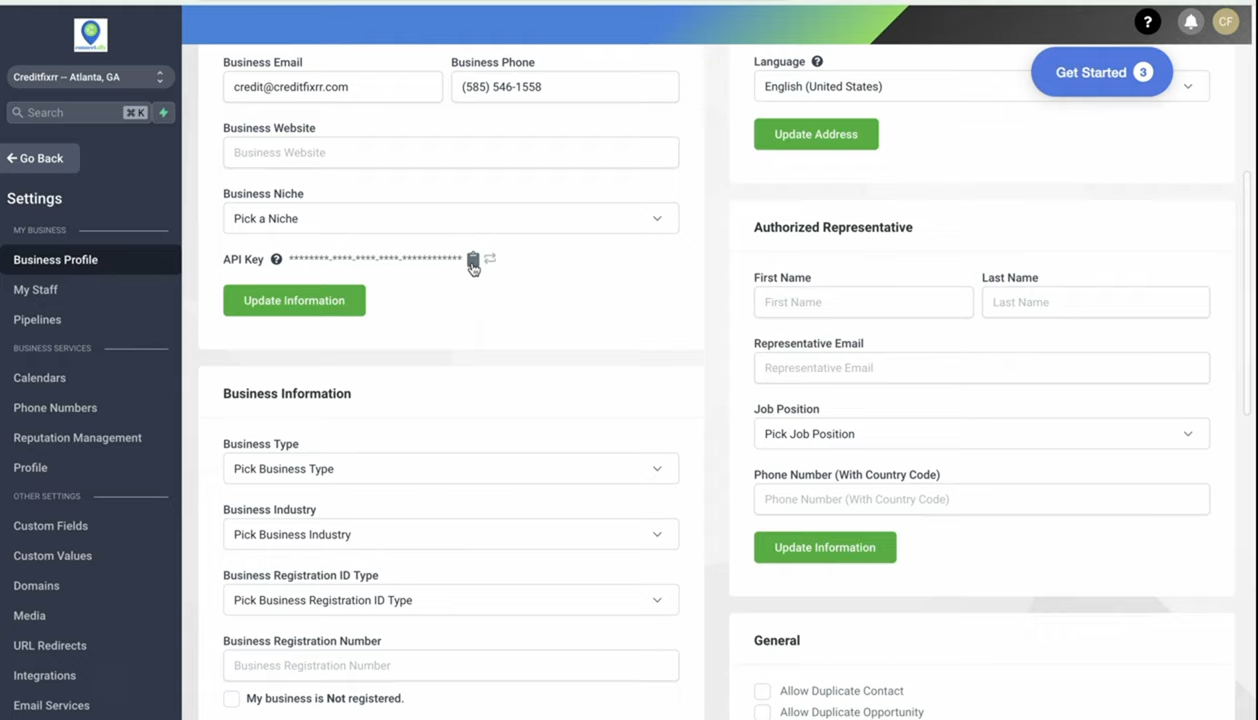 connect
Creditfixrr -- Atlanta, GA
Search
⌘ K
Go Back
Settings
MY BUSINESS
Business Profile
My Staff
Pipelines
BUSINESS SERVICES
Calendars
Phone Numbers
Reputation Management
Profile
OTHER SETTINGS
Custom Fields
Custom Values
Domains
Media
URL Redirects
Integrations
Email Services
?
CF
Get Started 3
Business Email
credit@creditfixrr.com
Business Phone
(585) 546-1558
Business Website
Business Website
Business Niche
Pick a Niche
API Key ? ********-****-****-****-************
Update Information
Business Information
Business Type
Pick Business Type
Business Industry
Pick Business Industry
Business Registration ID Type
Pick Business Registration ID Type
Business Registration Number
Business Registration Number
My business is Not registered.
Language ?
English (United States)
Update Address
Authorized Representative
First Name
First Name
Last Name
Last Name
Representative Email
Representative Email
Job Position
Pick Job Position
Phone Number (With Country Code)
Phone Number (With Country Code)
Update Information
General
Allow Duplicate Contact
Allow Duplicate Opportunity